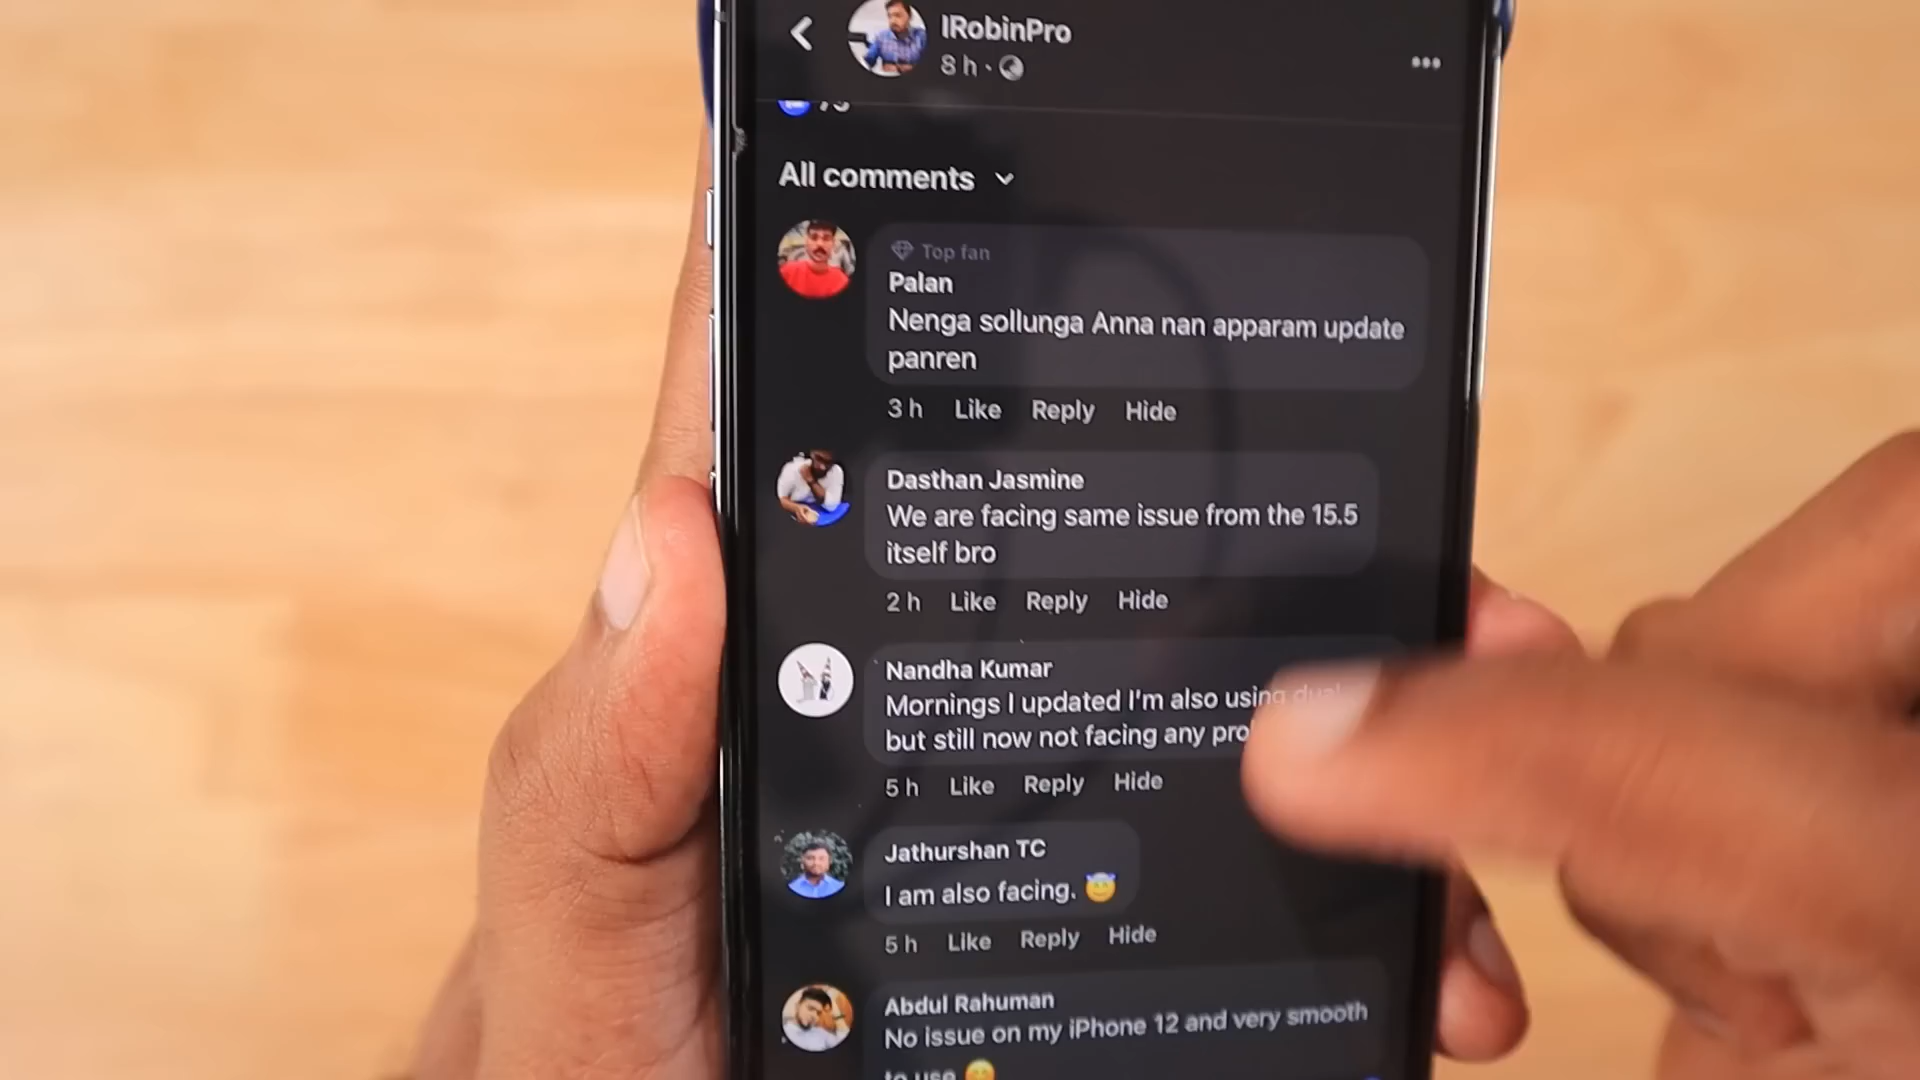 IRobinPro
8 h ·
All comments
Top fan
Palan
Nenga sollunga Anna nan apparam update
panren
3 h Like Reply Hide
Dasthan Jasmine
We are facing same issue from the 15.5
itself bro
2 h Like Reply Hide
Nandha Kumar
Mornings I updated I'm also using dual
but still now not facing any
5 h Like Reply Hide
Jathurshan TC
I am also facing. 😇
5 h Like Reply Hide
Abdul Rahuman
No issue on my iPhone 12 and very smooth
to use